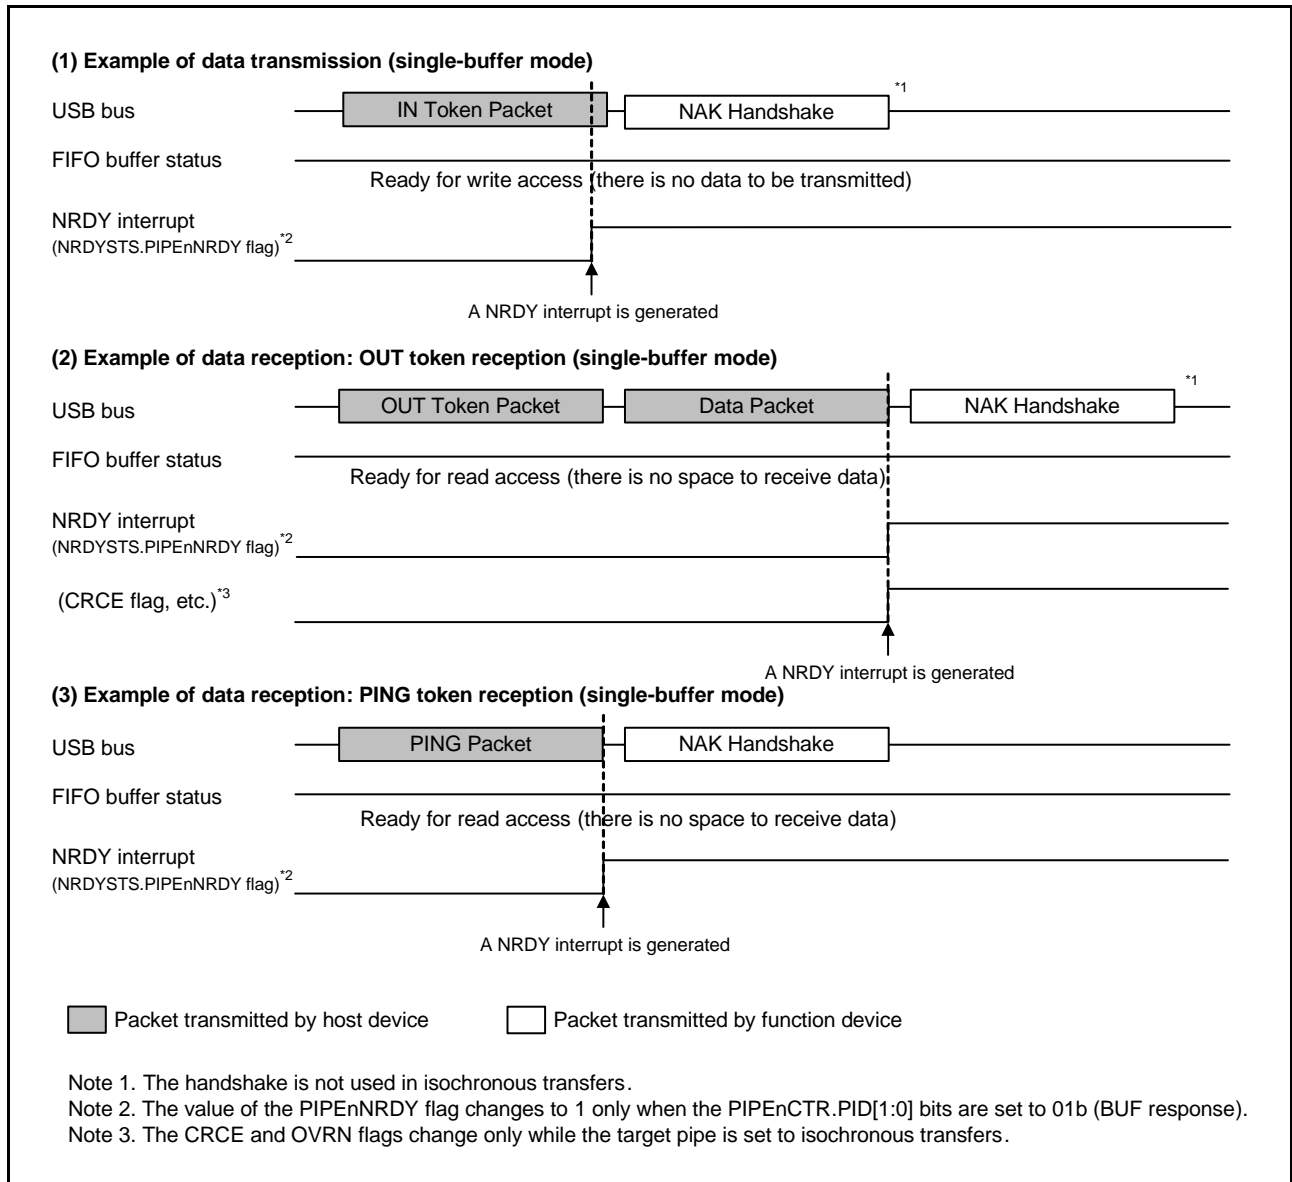 (1) Example of data transmission (single-buffer mode)
USB bus
IN Token Packet
NAK Handshake
*1
FIFO buffer status
Ready for write access (there is no data to be transmitted)
NRDY interrupt
(NRDYSTS.PIPEnNRDY flag)*2
A NRDY interrupt is generated
(2) Example of data reception: OUT token reception (single-buffer mode)
USB bus
OUT Token Packet
Data Packet
NAK Handshake
*1
FIFO buffer status
Ready for read access (there is no space to receive data)
NRDY interrupt
(NRDYSTS.PIPEnNRDY flag)*2
(CRCE flag, etc.)*3
A NRDY interrupt is generated
(3) Example of data reception: PING token reception (single-buffer mode)
USB bus
PING Packet
NAK Handshake
FIFO buffer status
Ready for read access (there is no space to receive data)
NRDY interrupt
(NRDYSTS.PIPEnNRDY flag)*2
A NRDY interrupt is generated
Packet transmitted by host device
Packet transmitted by function device
Note 1. The handshake is not used in isochronous transfers.
Note 2. The value of the PIPEnNRDY flag changes to 1 only when the PIPEnCTR.PID[1:0] bits are set to 01b (BUF response).
Note 3. The CRCE and OVRN flags change only while the target pipe is set to isochronous transfers.